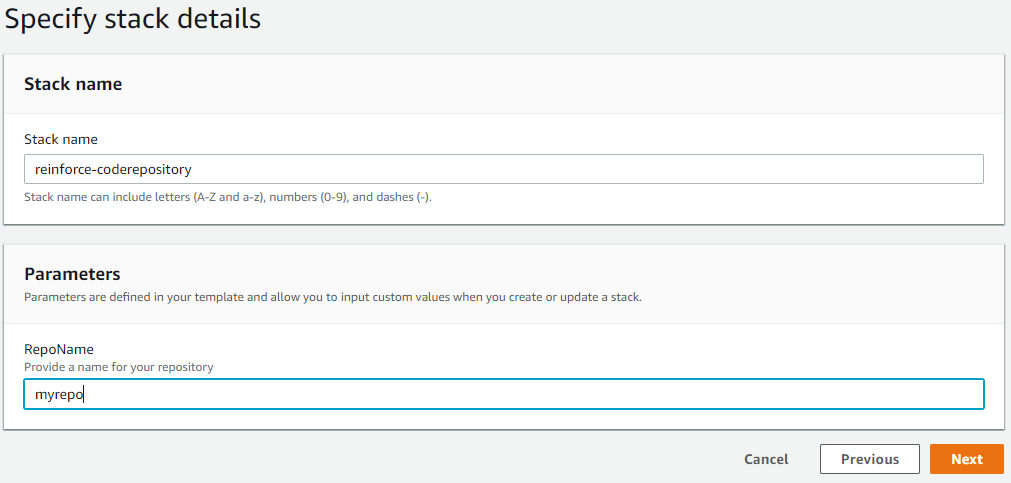 Specify stack details
Stack name
Stack name
reinforce-coderepository
Stack name can include letters (A-Z and a-z), numbers (0-9), and dashes (-).
Parameters
Parameters are defined in your template and allow you to input custom values when you create or update a stack.
RepoName
Provide a name for your repository
myrepo
Cancel Previous Next